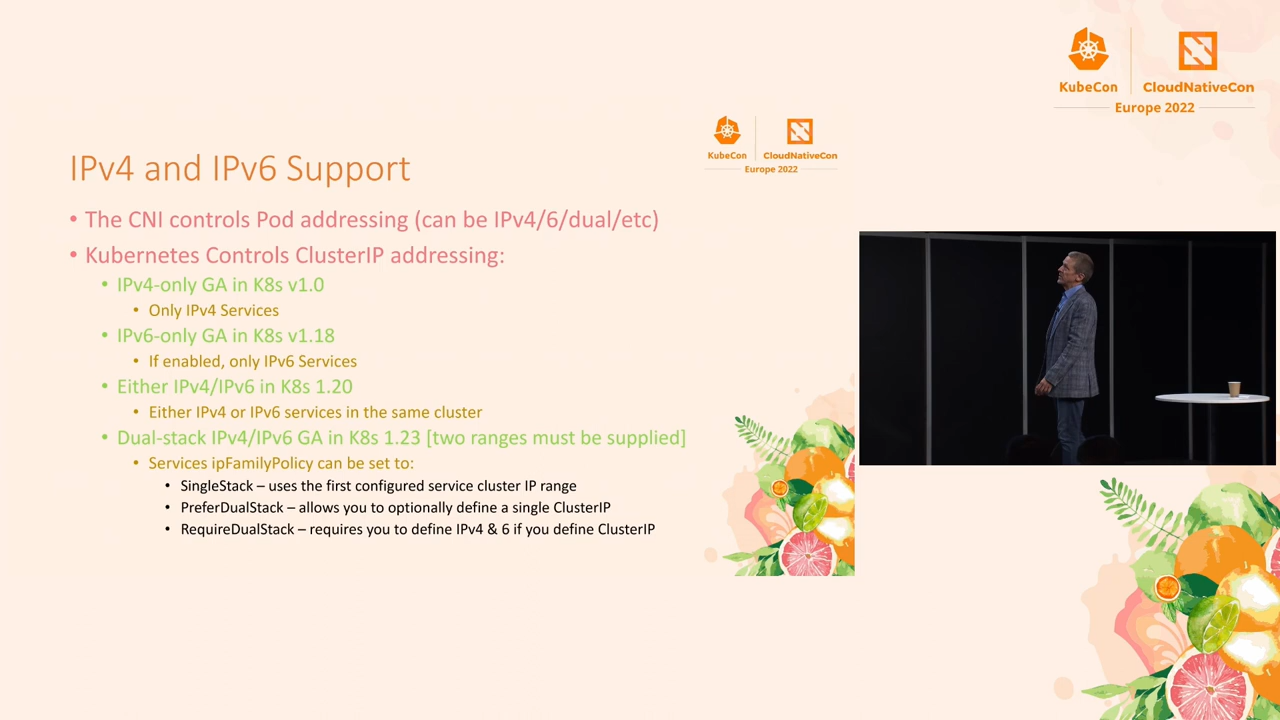 KubeCon
CloudNativeCon
Europe 2022
KubeCon
CloudNativeCon
Europe 2022
IPv4 and IPv6 Support
• The CNI controls Pod addressing (can be IPv4/6/dual/etc)
• Kubernetes Controls ClusterIP addressing:
• IPv4-only GA in K8s v1.0
• Only IPv4 Services
• IPv6-only GA in K8s v1.18
• If enabled, only IPv6 Services
• Either IPv4/IPv6 in K8s 1.20
• Either IPv4 or IPv6 services in the same cluster
• Dual-stack IPv4/IPv6 GA in K8s 1.23 [two ranges must be supplied]
• Services ipFamilyPolicy can be set to:
• SingleStack – uses the first configured service cluster IP range
• PreferDualStack – allows you to optionally define a single ClusterIP
• RequireDualStack – requires you to define IPv4 & 6 if you define ClusterIP